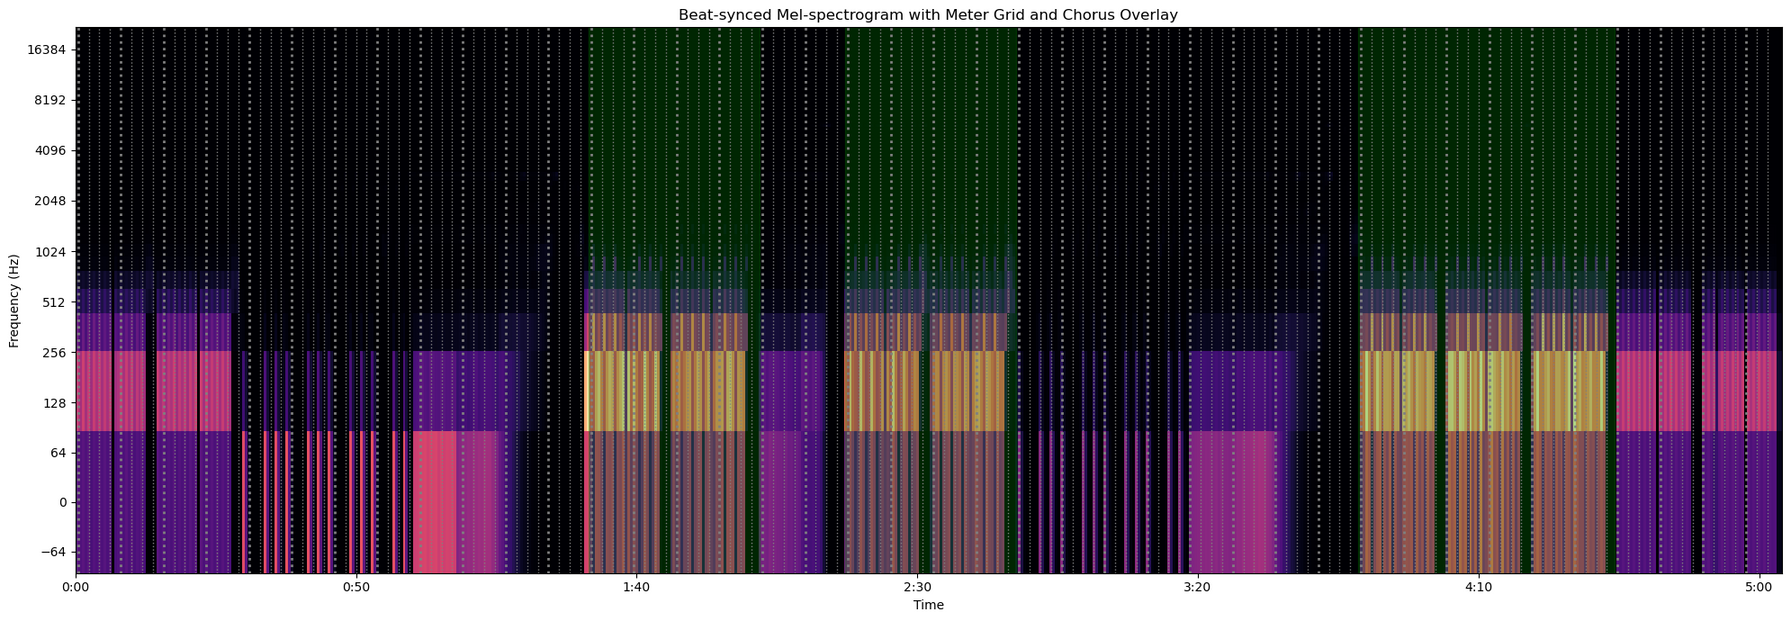 Beat-synced Mel-spectrogram with Meter Grid and Chorus Overlay
16384
8192
4096
2048
1024
512
256
128
64
0
−64
Frequency (Hz)
0:00 0:50 1:40 2:30 3:20 4:10 5:00
Time